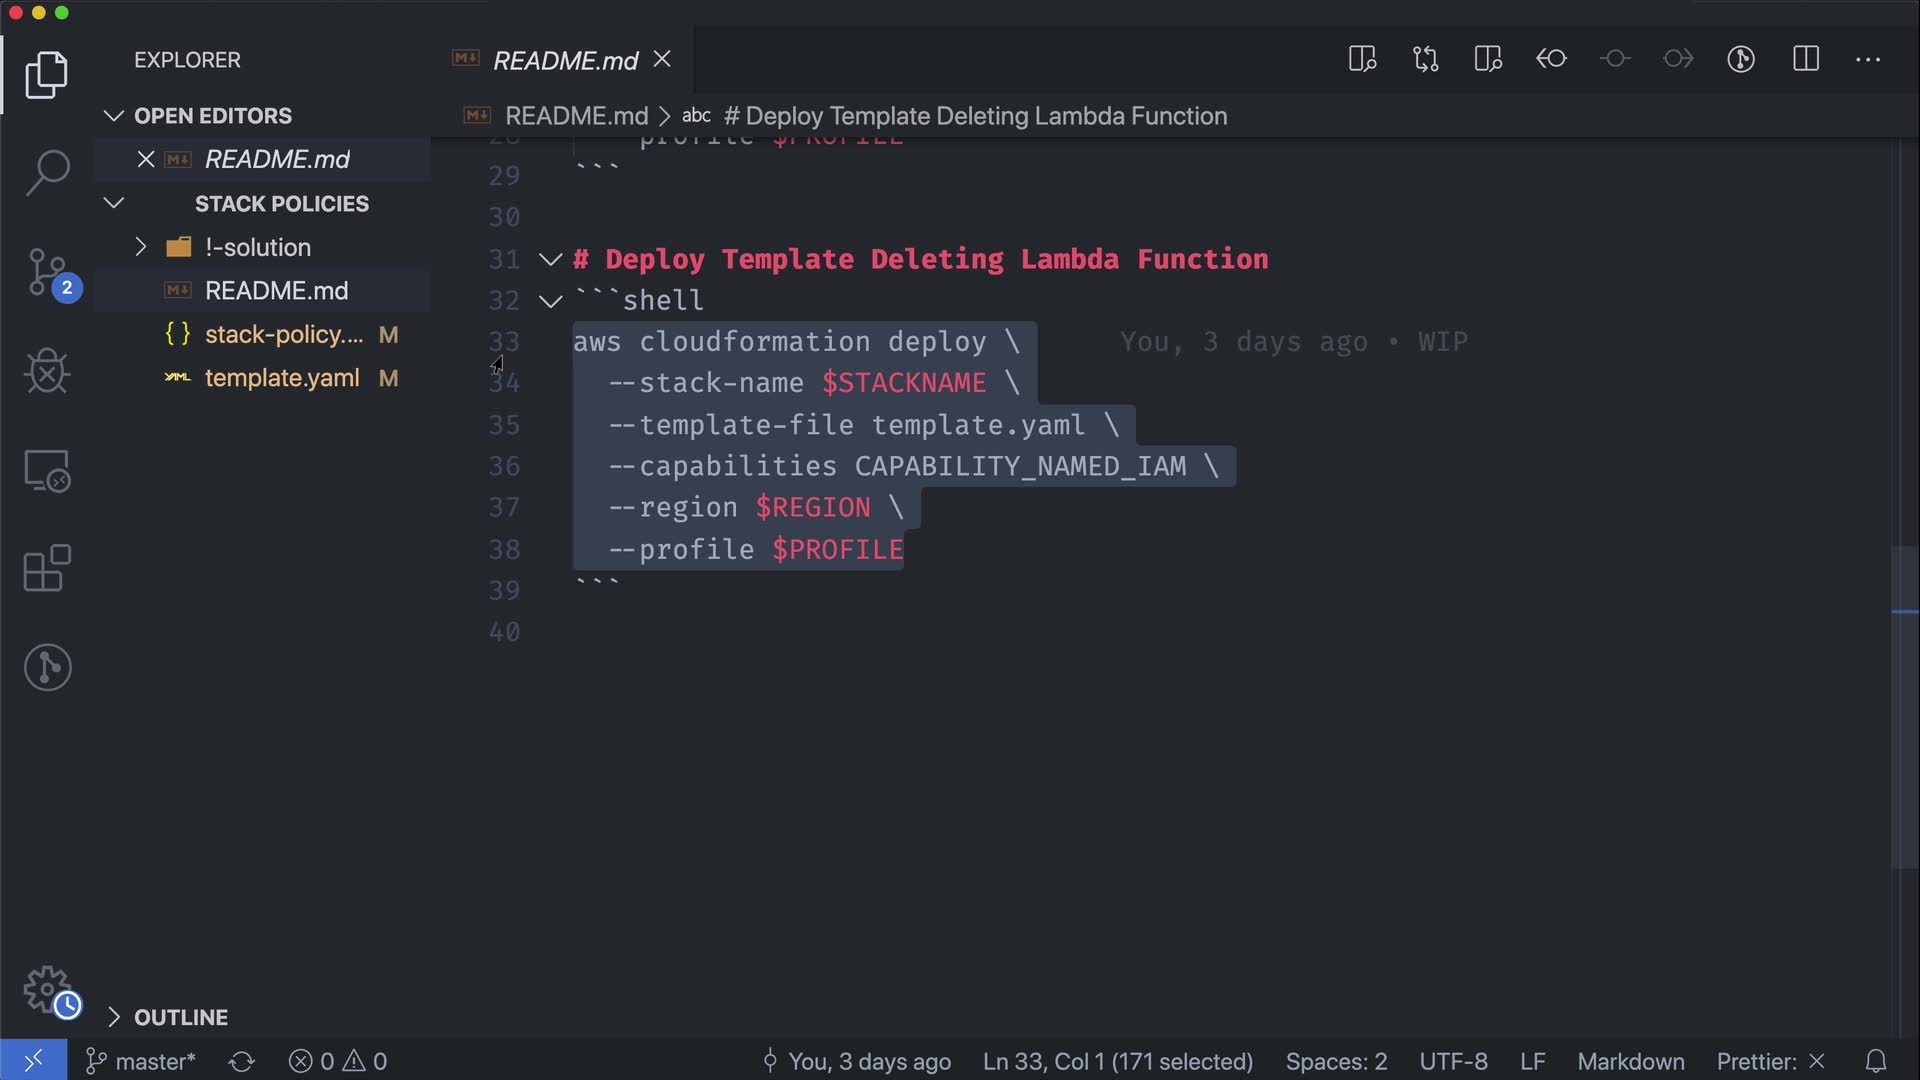 EXPLORER
README.md
OPEN EDITORS
README.md > abc # Deploy Template Deleting Lambda Function
README.md
28 --profile $PROFILE
STACK POLICIES
29 ```
30
!-solution
31 # Deploy Template Deleting Lambda Function
README.md
32 ```shell
stack-policy.... M
33 aws cloudformation deploy \ You, 3 days ago • WIP
template.yaml M
34 --stack-name $STACKNAME \
35 --template-file template.yaml \
36 --capabilities CAPABILITY_NAMED_IAM \
37 --region $REGION \
38 --profile $PROFILE
39 ```
40
2
OUTLINE
master* 0 0 You, 3 days ago Ln 33, Col 1 (171 selected) Spaces: 2 UTF-8 LF Markdown Prettier: ×